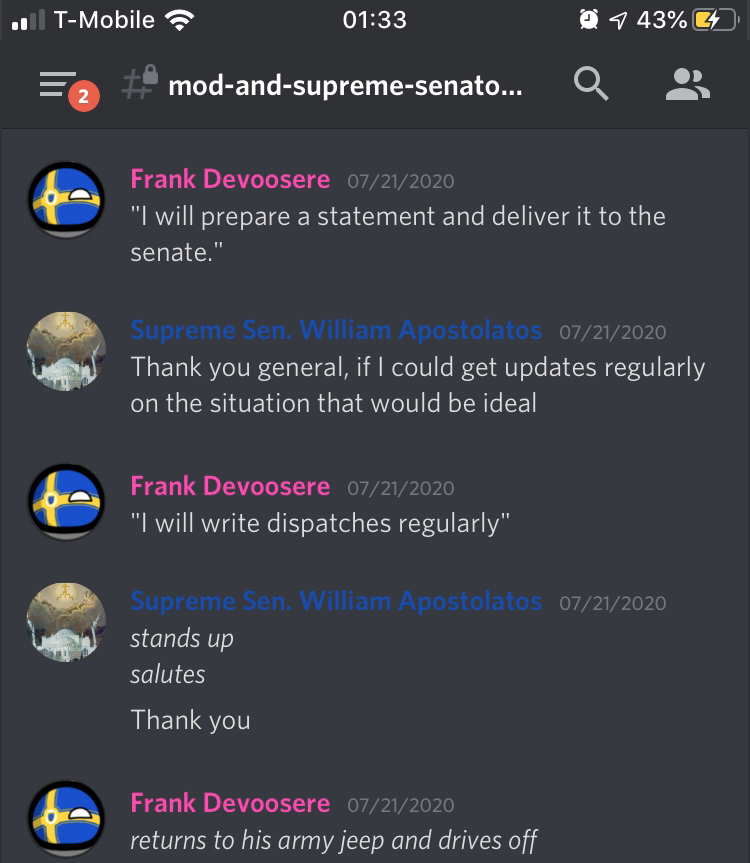 T-Mobile 01:33 43%
2 # mod-and-supreme-senato...
Frank Devoosere 07/21/2020
"I will prepare a statement and deliver it to the
senate."
Supreme Sen. William Apostolatos 07/21/2020
Thank you general, if I could get updates regularly
on the situation that would be ideal
Frank Devoosere 07/21/2020
"I will write dispatches regularly"
Supreme Sen. William Apostolatos 07/21/2020
stands up
salutes
Thank you
Frank Devoosere 07/21/2020
returns to his army jeep and drives off